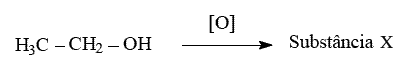 [O]
H₃C – CH₂ – OH ⟶ Substância X